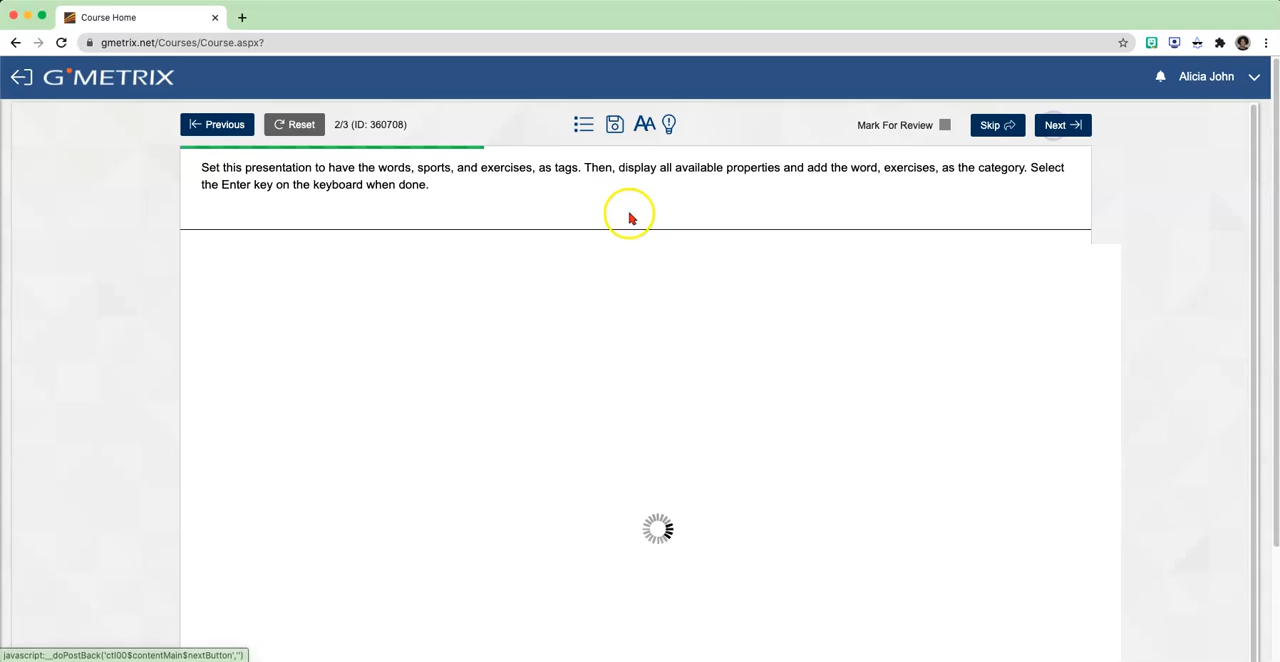 Course Home
gmetrix.net/Courses/Course.aspx?
G METRIX
Alicia John
Previous
Reset
2/3 (ID: 360708)
AA
Mark For Review
Skip
Next
Set this presentation to have the words, sports, and exercises, as tags. Then, display all available properties and add the word, exercises, as the category. Select
the Enter key on the keyboard when done.
javascript:__doPostBack('ctl00$contentMain$nextButton','')